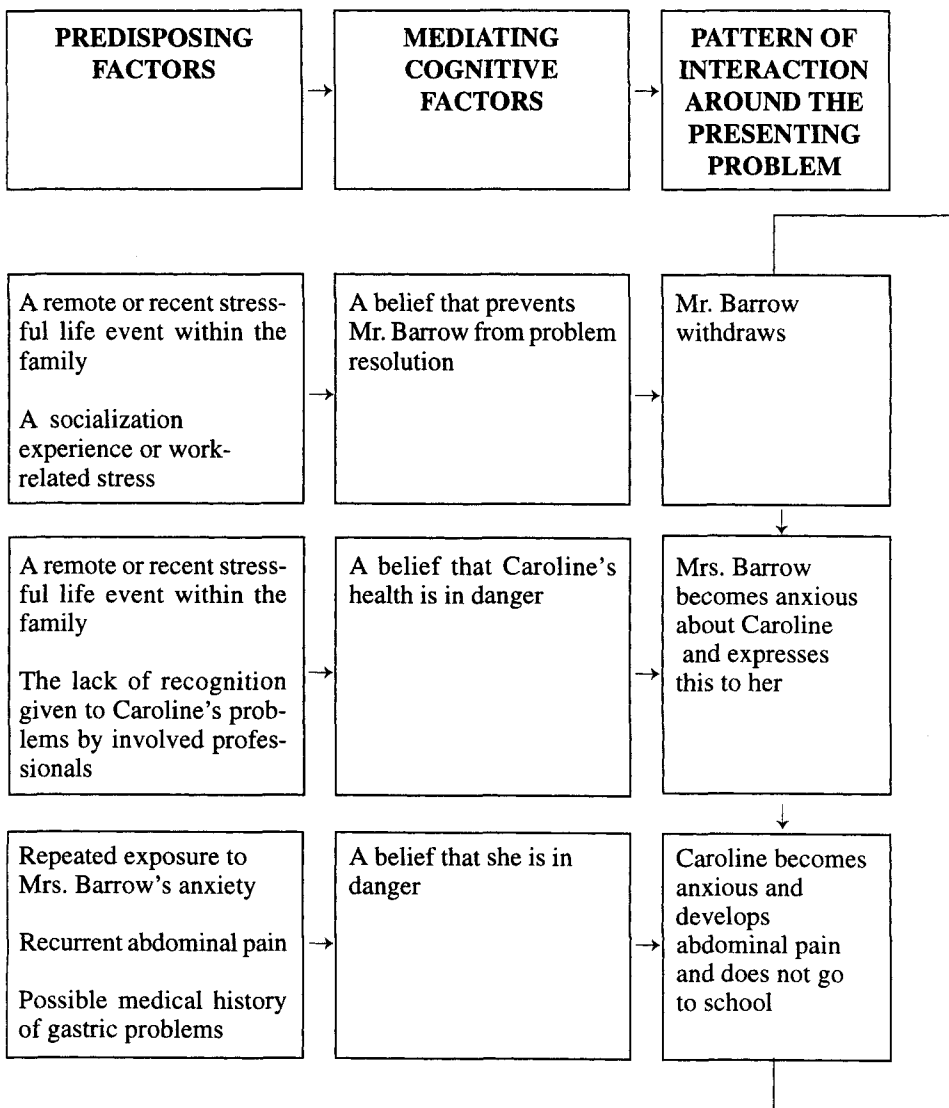 PREDISPOSING
FACTORS
MEDIATING
COGNITIVE
FACTORS
PATTERN OF
INTERACTION
AROUND THE
PRESENTING
PROBLEM
A remote or recent stress-
ful life event within the
family
A socialization
experience or work-
related stress
A belief that prevents
Mr. Barrow from problem
resolution
Mr. Barrow
withdraws
A remote or recent stress-
ful life event within the
family
The lack of recognition
given to Caroline's prob-
lems by involved profes-
sionals
A belief that Caroline's
health is in danger
Mrs. Barrow
becomes anxious
about Caroline
and expresses
this to her
Repeated exposure to
Mrs. Barrow's anxiety
Recurrent abdominal pain
Possible medical history
of gastric problems
A belief that she is in
danger
Caroline becomes
anxious and
develops
abdominal pain
and does not go
to school